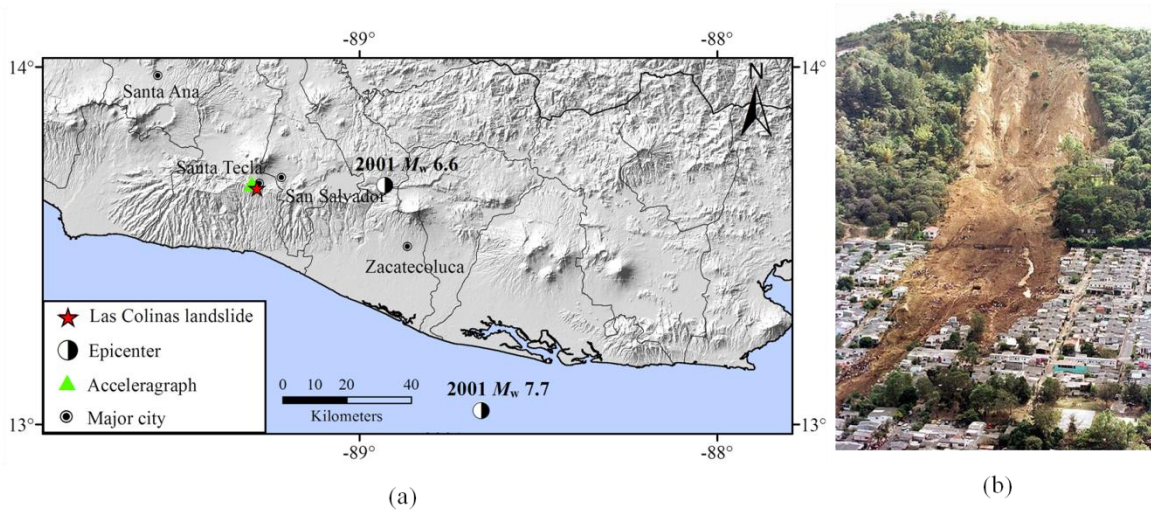 -89°
-88°
14°
14°
N
Santa Ana
2001 Mw 6.6
Santa Tecla
San Salvador
Zacatecoluca
Las Colinas landslide
Epicenter
Acceleragraph
Major city
0 10 20 40
Kilometers
2001 Mw 7.7
13°
13°
-89°
-88°
(a)
(b)